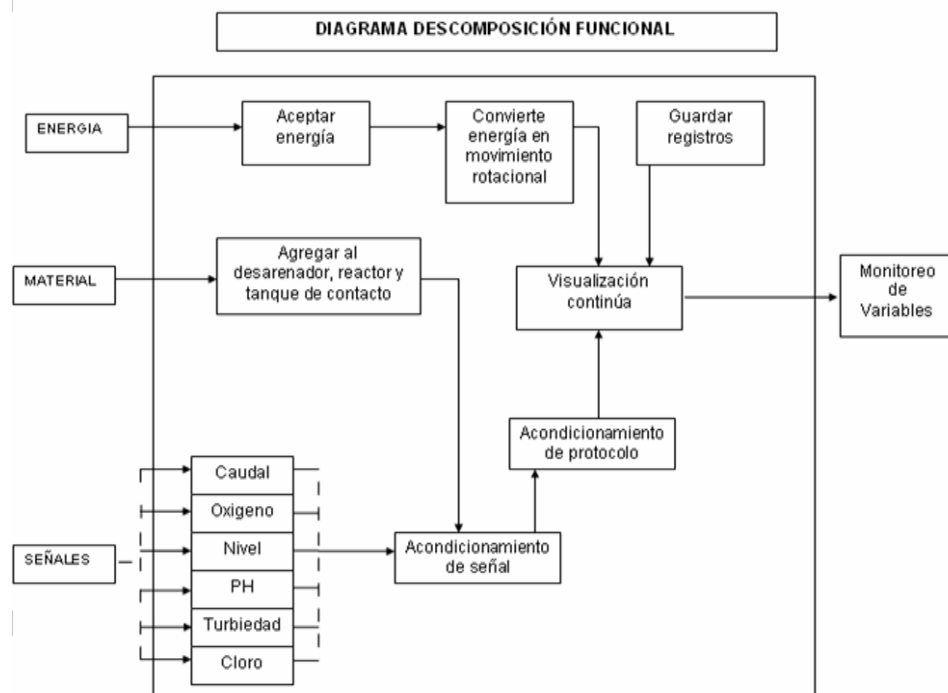 DIAGRAMA DESCOMPOSICIÓN FUNCIONAL
ENERGIA
Aceptar
energía
Convierte
energía en
movimiento
rotacional
Guardar
registros
MATERIAL
Agregar al
desarenador, reactor y
tanque de contacto
Visualización
continúa
Monitoreo
de
Variables
Acondicionamiento
de protocolo
SEÑALES
Caudal
Oxigeno
Nivel
PH
Turbiedad
Cloro
Acondicionamiento
de señal